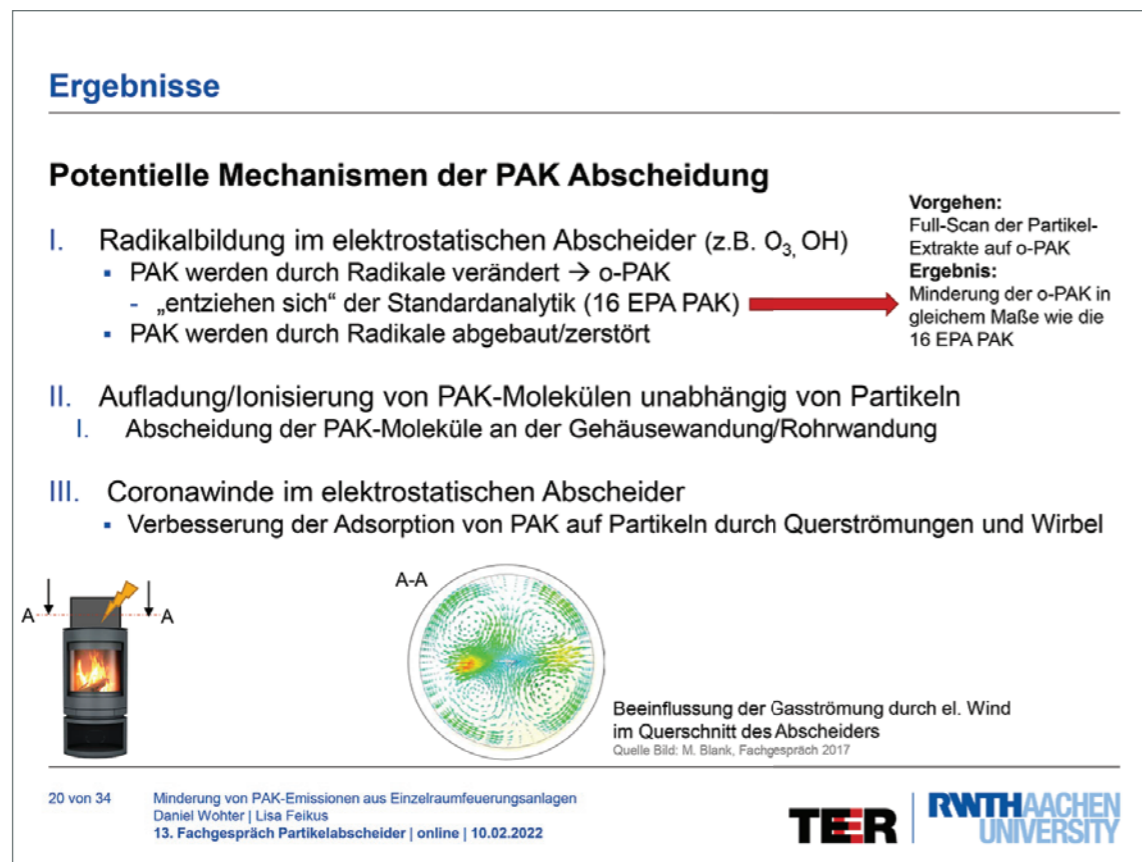 Ergebnisse
Potentielle Mechanismen der PAK Abscheidung
I. Radikalbildung im elektrostatischen Abscheider (z.B. O3, OH)
▪ PAK werden durch Radikale verändert → o-PAK
- „entziehen sich“ der Standardanalytik (16 EPA PAK)
▪ PAK werden durch Radikale abgebaut/zerstört
Vorgehen:
Full-Scan der Partikel-
Extrakte auf o-PAK
Ergebnis:
Minderung der o-PAK in
gleichem Maße wie die
16 EPA PAK
II. Aufladung/Ionisierung von PAK-Molekülen unabhängig von Partikeln
I. Abscheidung der PAK-Moleküle an der Gehäusewandung/Rohrwandung
III. Coronawinde im elektrostatischen Abscheider
▪ Verbesserung der Adsorption von PAK auf Partikeln durch Querströmungen und Wirbel
A A
A-A
Beeinflussung der Gasströmung durch el. Wind
im Querschnitt des Abscheiders
Quelle Bild: M. Blank, Fachgespräch 2017
20 von 34
Minderung von PAK-Emissionen aus Einzelraumfeuerungsanlagen
Daniel Wohter | Lisa Feikus
13. Fachgespräch Partikelabscheider | online | 10.02.2022
TEER
RWTHAACHEN
UNIVERSITY